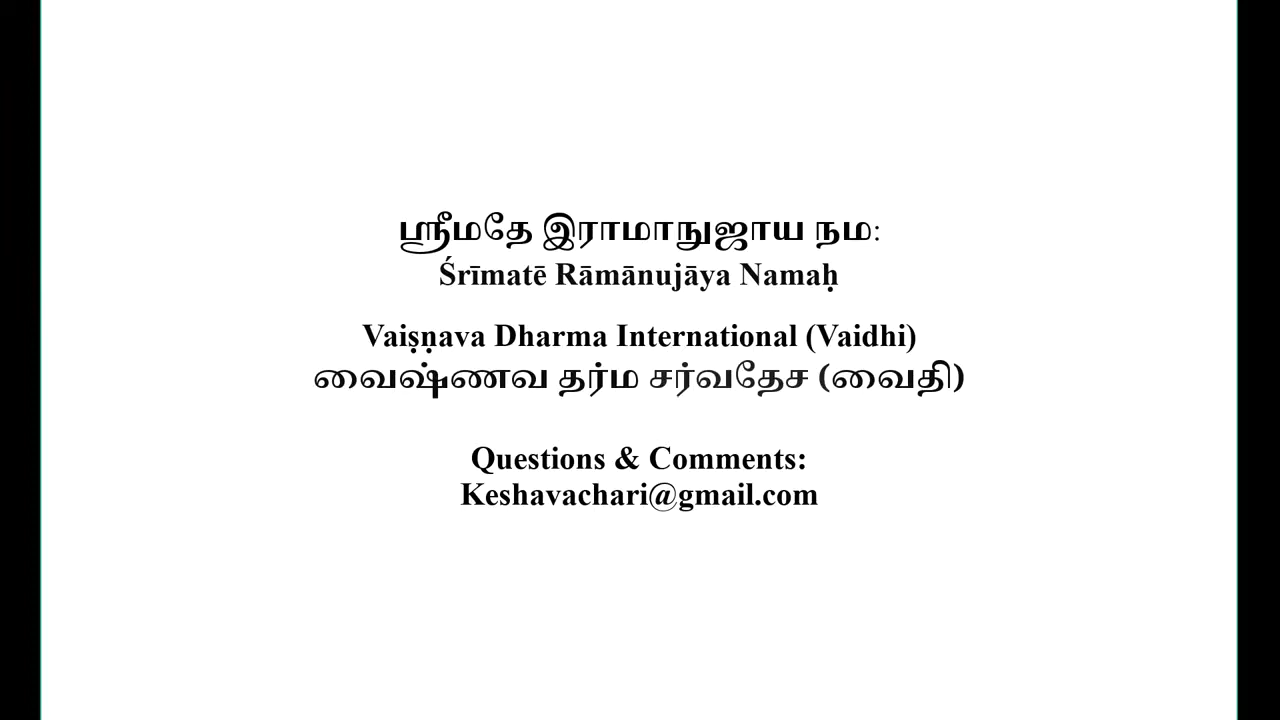 ஸ்ரீமதே இராமாநுஜாய நம:
Śrīmatē Rāmānujāya Namaḥ
Vaiṣṇava Dharma International (Vaidhi)
வைஷ்ணவ தர்ம சர்வதேச (வைதி)
Questions & Comments:
Keshavachari@gmail.com